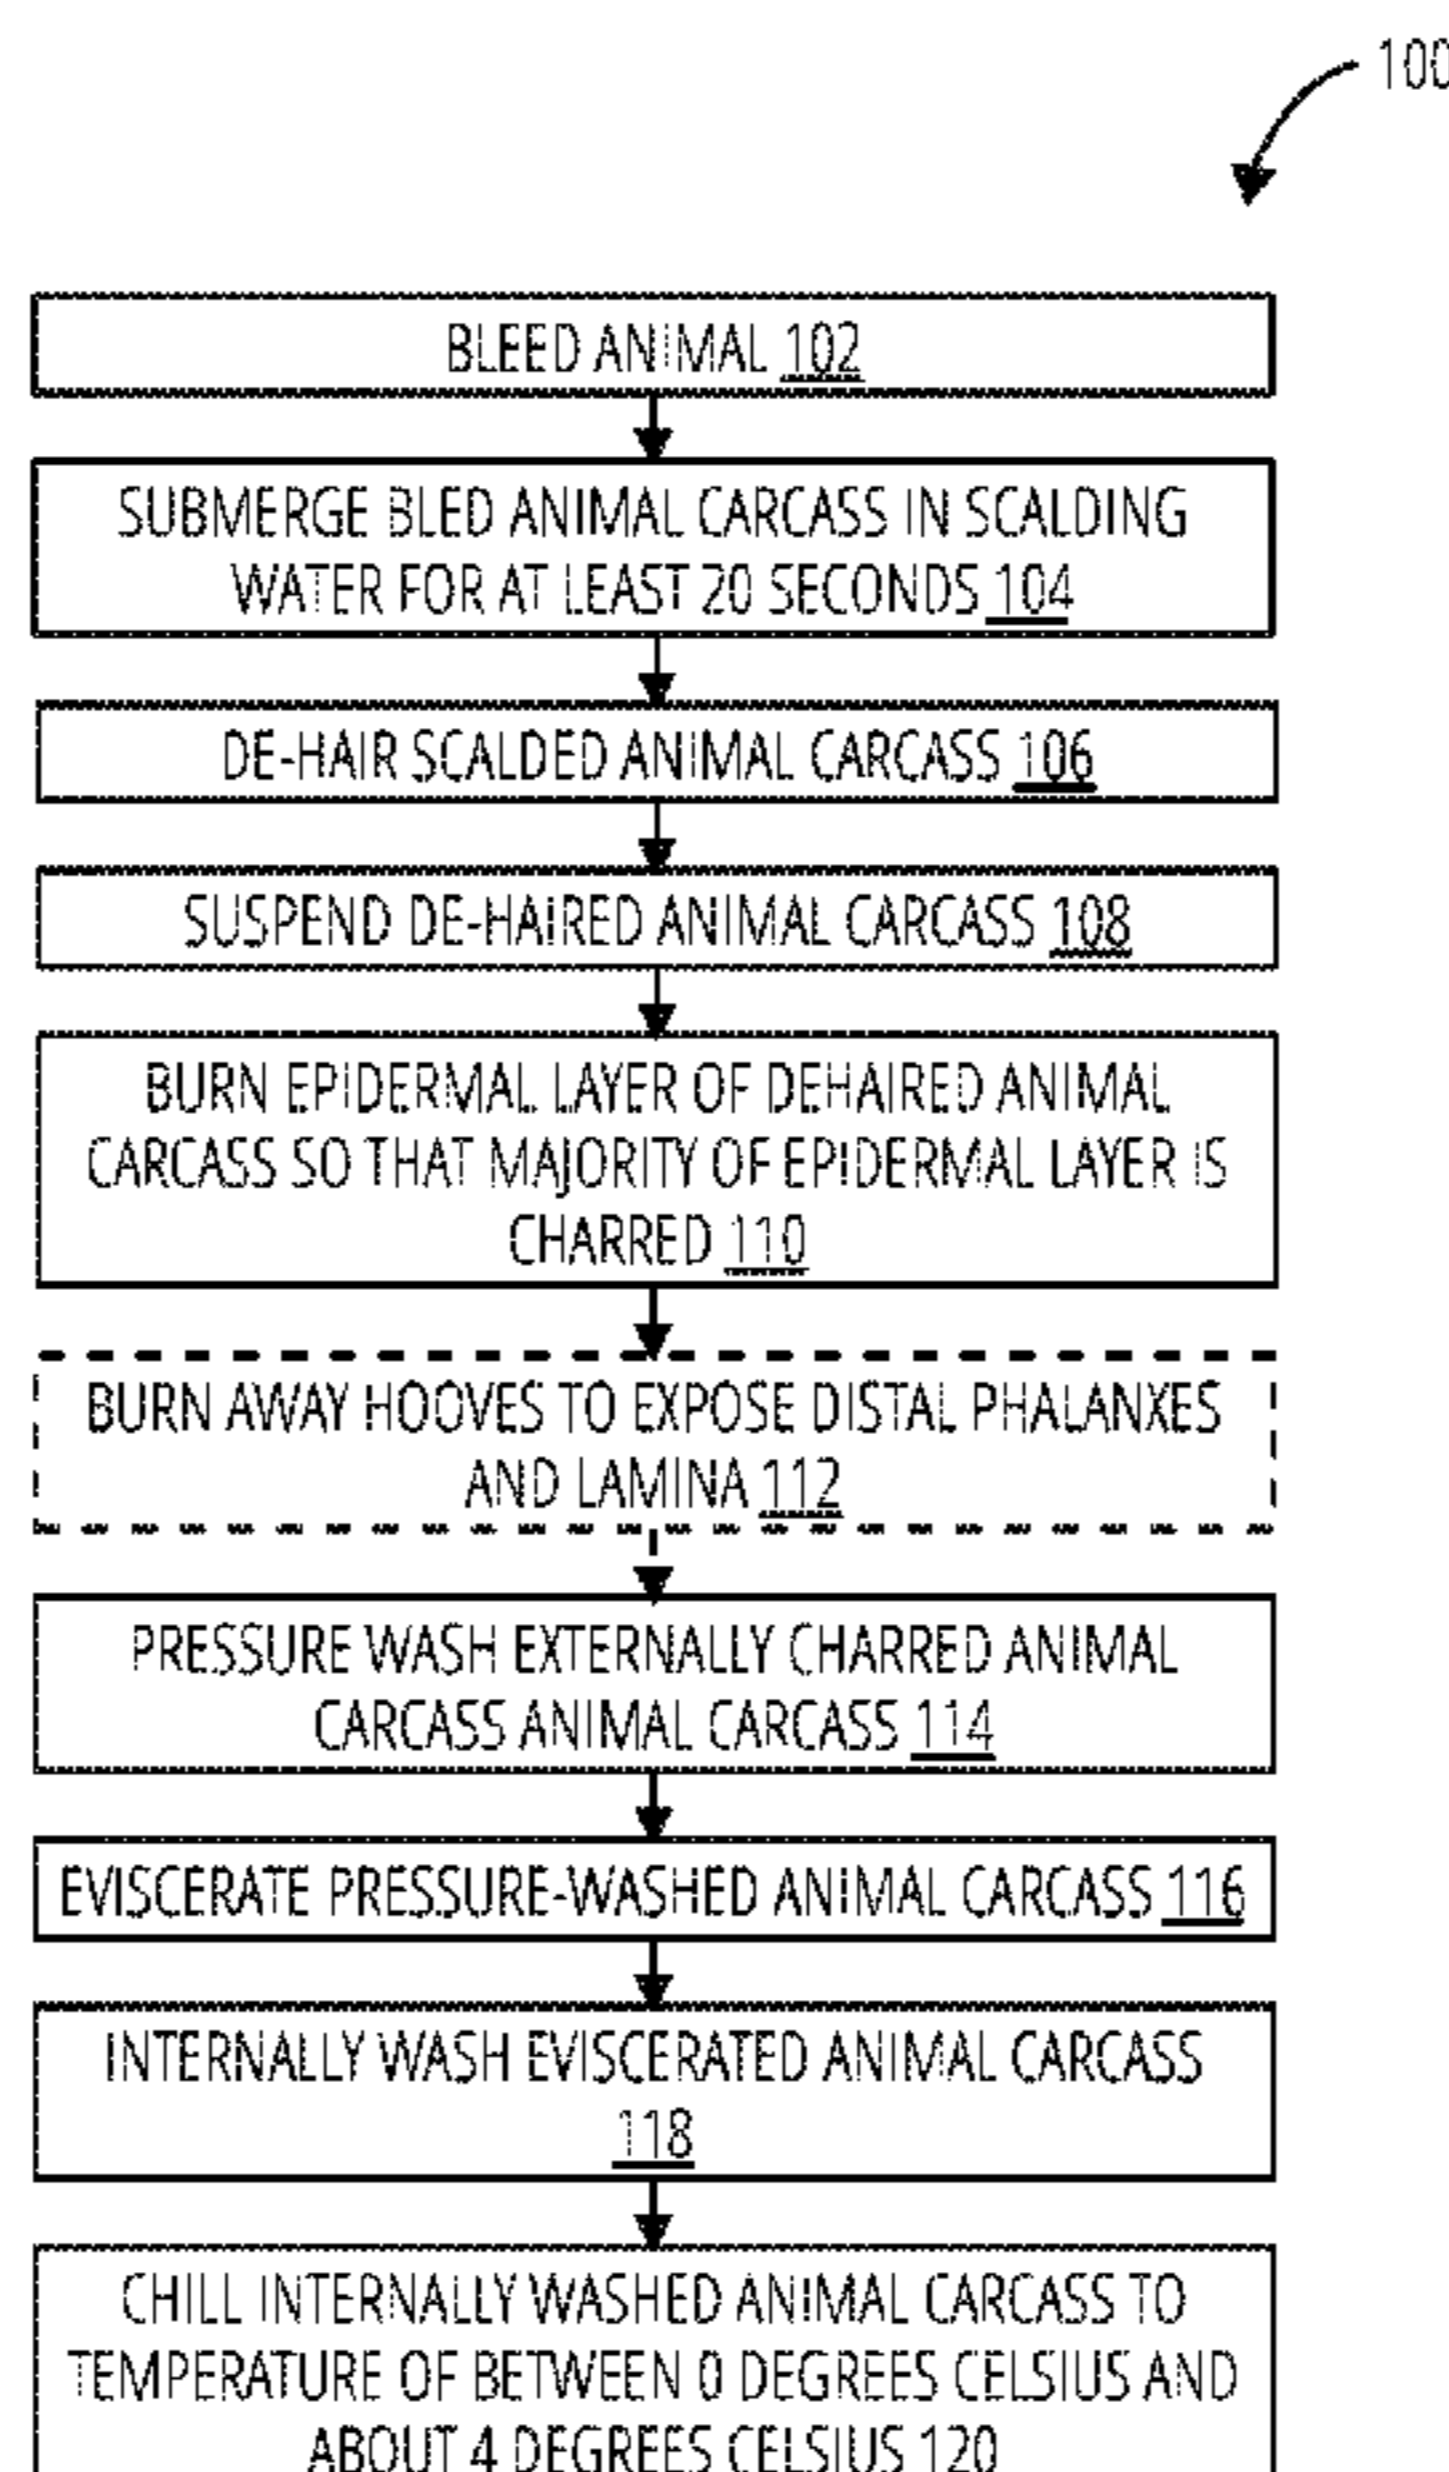 100
BLEED ANIMAL 102
SUBMERGE BLED ANIMAL CARCASS IN SCALDING
WATER FOR AT LEAST 20 SECONDS 104
DE-HAIR SCALDED ANIMAL CARCASS 106
SUSPEND DE-HAIRED ANIMAL CARCASS 108
BURN EPIDERMAL LAYER OF DEHAIRED ANIMAL
CARCASS SO THAT MAJORITY OF EPIDERMAL LAYER IS
CHARRED 110
BURN AWAY HOOVES TO EXPOSE DISTAL PHALANXES
AND LAMINA 112
PRESSURE WASH EXTERNALLY CHARRED ANIMAL
CARCASS ANIMAL CARCASS 114
EVISCERATE PRESSURE-WASHED ANIMAL CARCASS 116
INTERNALLY WASH EVISCERATED ANIMAL CARCASS
118
CHILL INTERNALLY WASHED ANIMAL CARCASS TO
TEMPERATURE OF BETWEEN 0 DEGREES CELSIUS AND
ABOUT 4 DEGREES CELSIUS 120